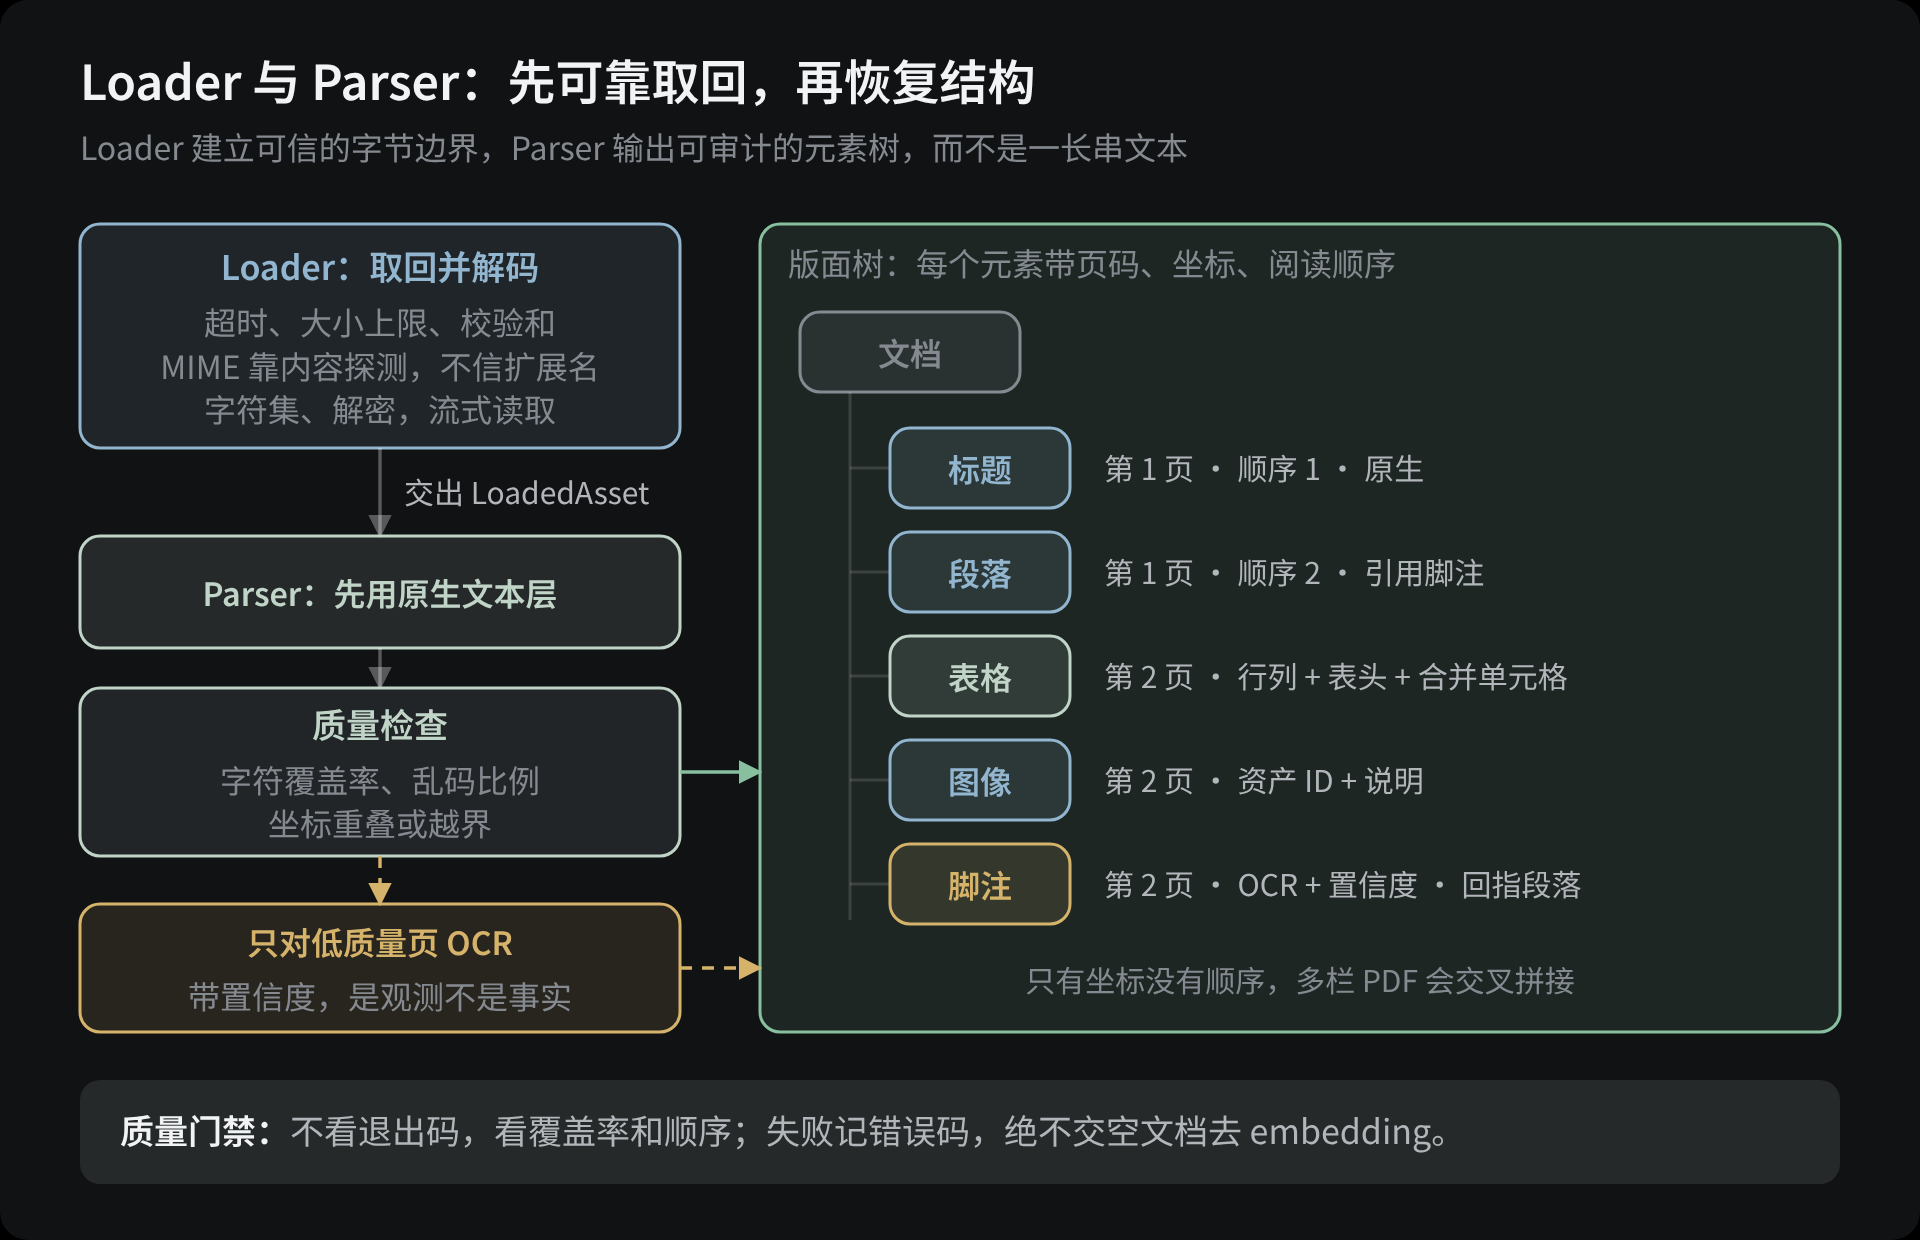 Loader 与 Parser：先可靠取回，再恢复结构
Loader 建立可信的字节边界，Parser 输出可审计的元素树，而不是一长串文本
Loader：取回并解码
超时、大小上限、校验和
MIME 靠内容探测，不信扩展名
字符集、解密，流式读取
交出 LoadedAsset
Parser：先用原生文本层
质量检查
字符覆盖率、乱码比例
坐标重叠或越界
只对低质量页 OCR
带置信度，是观测不是事实
版面树：每个元素带页码、坐标、阅读顺序
文档
标题 第 1 页 · 顺序 1 · 原生
段落 第 1 页 · 顺序 2 · 引用脚注
表格 第 2 页 · 行列 + 表头 + 合并单元格
图像 第 2 页 · 资产 ID + 说明
脚注 第 2 页 · OCR + 置信度 · 回指段落
只有坐标没有顺序，多栏 PDF 会交叉拼接
质量门禁：不看退出码，看覆盖率和顺序；失败记错误码，绝不交空文档去 embedding。